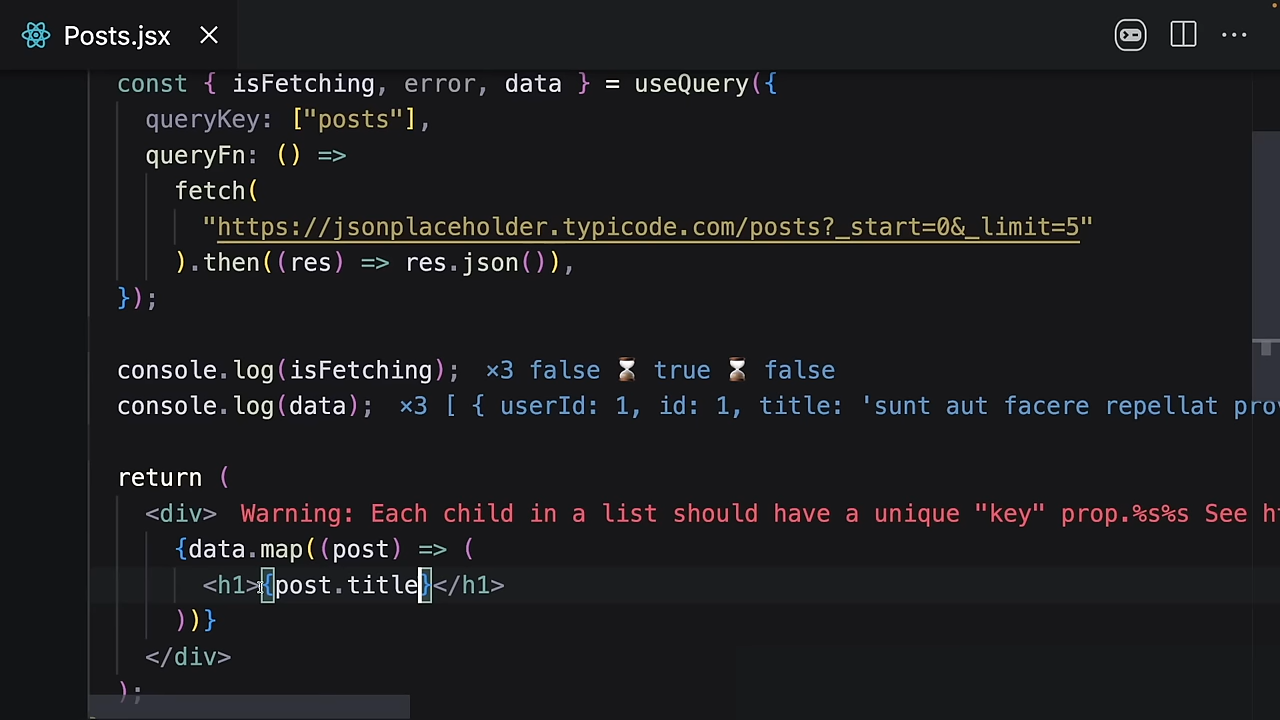 Posts.jsx
const { isFetching, error, data } = useQuery({
queryKey: ["posts"],
queryFn: () =>
fetch(
"https://jsonplaceholder.typicode.com/posts?_start=0&_limit=5"
).then((res) => res.json()),
});
console.log(isFetching); ×3 false ⌛ true ⌛ false
console.log(data); ×3 [ { userId: 1, id: 1, title: 'sunt aut facere repellat pro
return (
<div> Warning: Each child in a list should have a unique "key" prop.%s%s See
{data.map((post) => (
<h1>{post.title}</h1>
))}
</div>
);